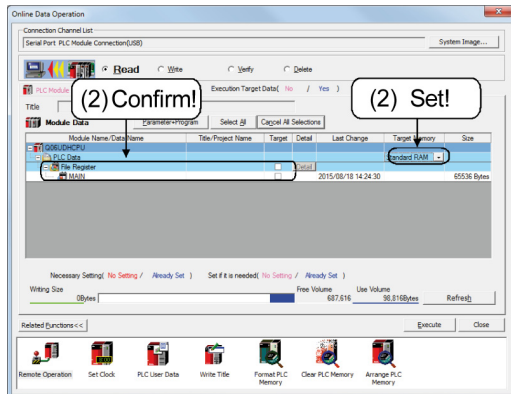 Online Data Operation
Connection Channel List
Serial Port PLC Module Connection(USB)
System Image...
Read Write Verify Delete
PLC Module Execution Target Data( No / Yes )
Title
(2) Confirm!
(2) Set!
Module Data Parameter+Program Select All Cancel All Selections
Module Name/Data Name Title/Project Name Target Detail Last Change Target Memory Size
Q06UDHCPU
PLC Data Standard RAM
File Register Detail
MAIN 2015/08/18 14:24:30 65536 Bytes
Necessary Setting( No Setting / Already Set ) Set if it is needed( No Setting / Already Set )
Writing Size Free Volume Use Volume
0Bytes 687,616 98,816Bytes Refresh
Related Functions<< Execute Close
Remote Operation Set Clock PLC User Data Write Title Format PLC Memory Clear PLC Memory Arrange PLC Memory